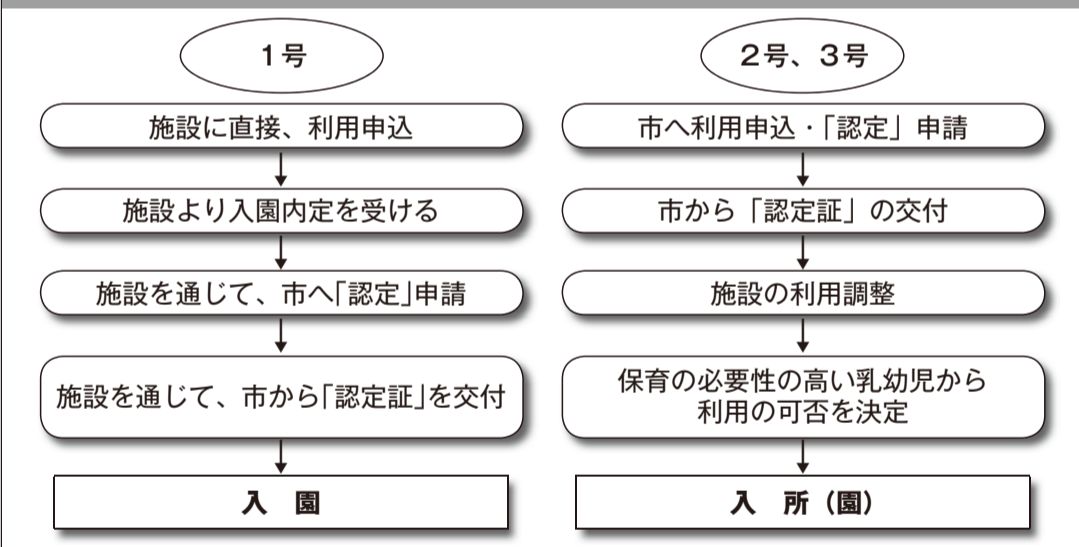 1号
施設に直接、利用申込
施設より入園内定を受ける
施設を通じて、市へ「認定」申請
施設を通じて、市から「認定証」を交付
入 園
2号、3号
市へ利用申込・「認定」申請
市から「認定証」の交付
施設の利用調整
保育の必要性の高い乳幼児から
利用の可否を決定
入 所（園）